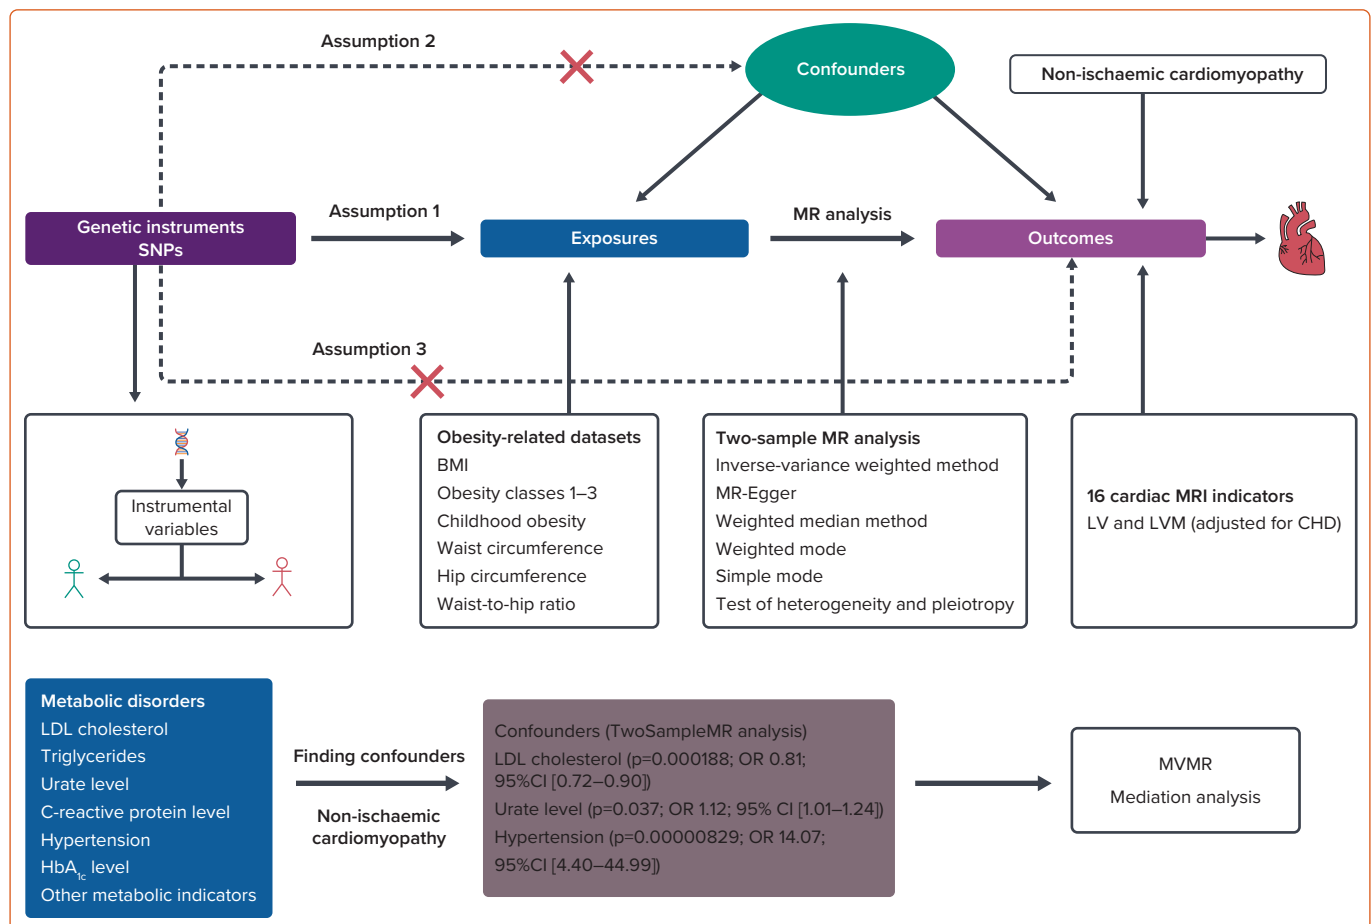 Assumption 2
Confounders
Non-ischaemic cardiomyopathy
Genetic instruments
SNPs
Assumption 1
Exposures
MR analysis
Outcomes
Assumption 3
Instrumental
variables
Obesity-related datasets
BMI
Obesity classes 1–3
Childhood obesity
Waist circumference
Hip circumference
Waist-to-hip ratio
Two-sample MR analysis
Inverse-variance weighted method
MR-Egger
Weighted median method
Weighted mode
Simple mode
Test of heterogeneity and pleiotropy
16 cardiac MRI indicators
LV and LVM (adjusted for CHD)
Metabolic disorders
LDL cholesterol
Triglycerides
Urate level
C-reactive protein level
Hypertension
HbA1c level
Other metabolic indicators
Finding confounders
Non-ischaemic
cardiomyopathy
Confounders (TwoSampleMR analysis)
LDL cholesterol (p=0.000188; OR 0.81;
95%CI [0.72–0.90])
Urate level (p=0.037; OR 1.12; 95% CI [1.01–1.24])
Hypertension (p=0.00000829; OR 14.07;
95%CI [4.40–44.99])
MVMR
Mediation analysis